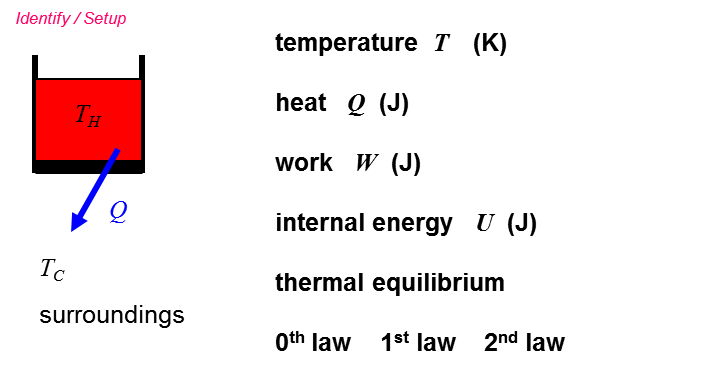 Identify / Setup
T_H
Q
T_C
surroundings
temperature T (K)
heat Q (J)
work W (J)
internal energy U (J)
thermal equilibrium
0th law 1st law 2nd law